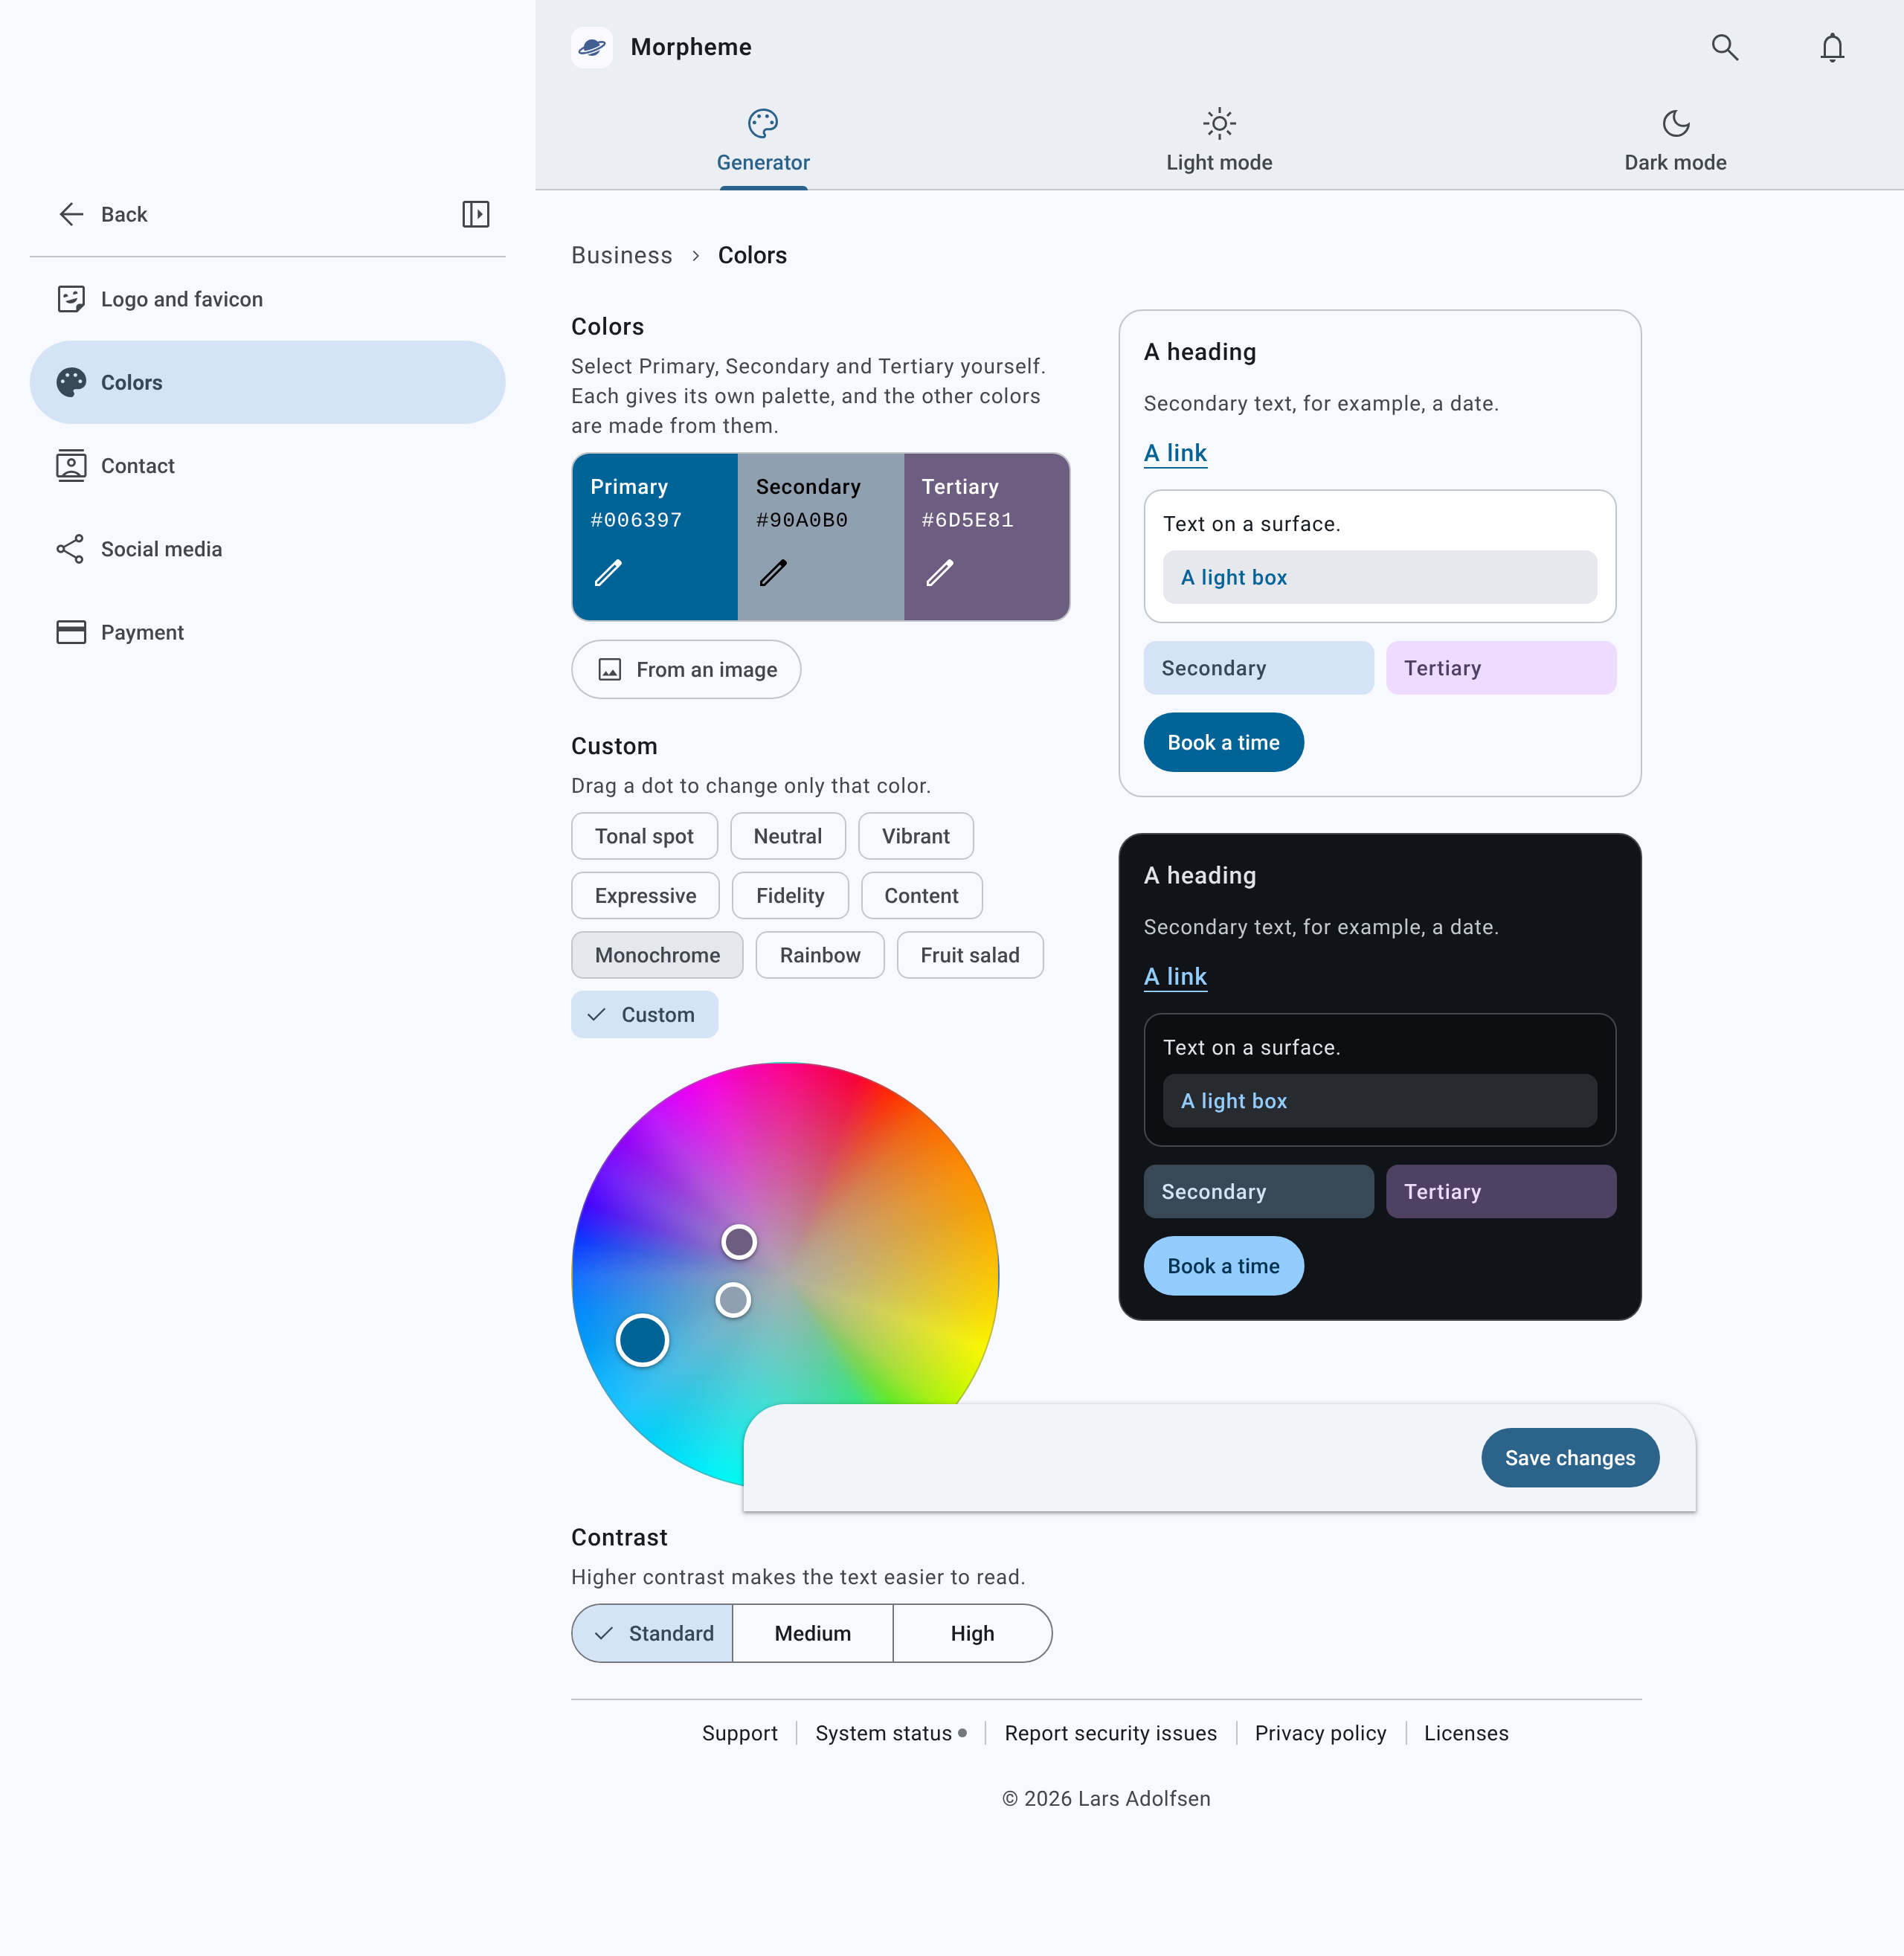 Morpheme
Generator
Light mode
Dark mode
Back
Logo and favicon
Colors
Contact
Social media
Payment
Business › Colors
Colors
Select Primary, Secondary and Tertiary yourself.
Each gives its own palette, and the other colors
are made from them.
Primary
#006397
Secondary
#90A0B0
Tertiary
#6D5E81
From an image
Custom
Drag a dot to change only that color.
Tonal spot
Neutral
Vibrant
Expressive
Fidelity
Content
Monochrome
Rainbow
Fruit salad
Custom
A heading
Secondary text, for example, a date.
A link
Text on a surface.
A light box
Secondary
Tertiary
Book a time
A heading
Secondary text, for example, a date.
A link
Text on a surface.
A light box
Secondary
Tertiary
Book a time
Save changes
Contrast
Higher contrast makes the text easier to read.
Standard
Medium
High
Support
System status
Report security issues
Privacy policy
Licenses
© 2026 Lars Adolfsen